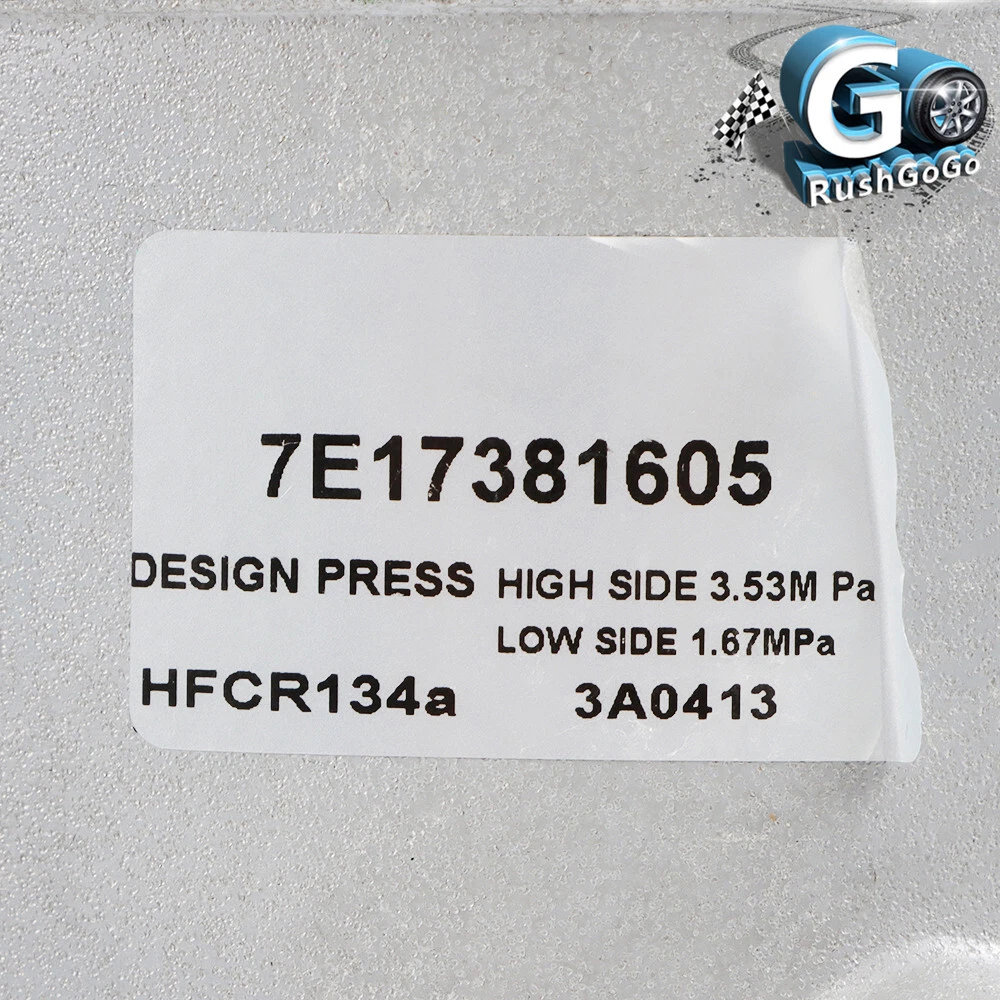 G
RushGoGo
7E17381605
DESIGN PRESS HIGH SIDE 3.53M Pa
LOW SIDE 1.67MPa
HFCR134a 3A0413